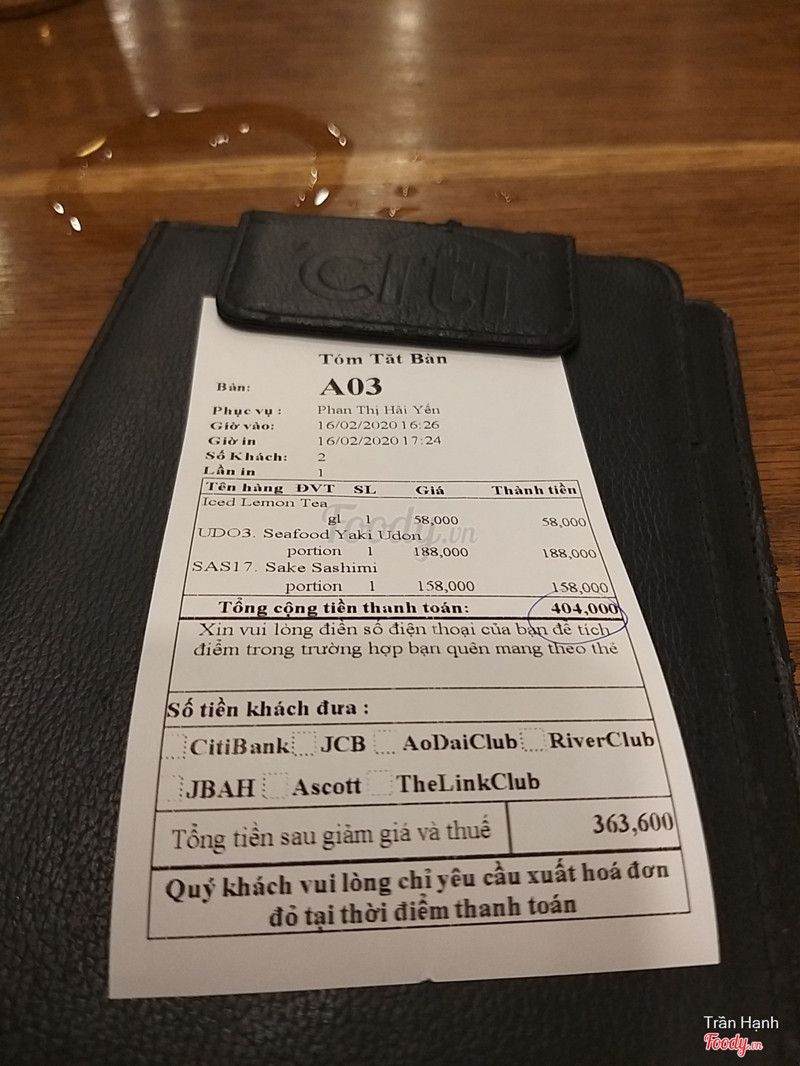 citi
Tóm Tắt Bàn
Bàn: A03
Phục vụ : Phan Thị Hải Yến
Giờ vào: 16/02/2020 16:26
Giờ in 16/02/2020 17:24
Số Khách: 2
Lần in 1
Tên hàng ĐVT SL Giá Thành tiền
Iced Lemon Tea
gl 1 58,000 58,000
UDO3. Seafood Yaki Udon
portion 1 188,000 188,000
SAS17. Sake Sashimi
portion 1 158,000 158,000
Tổng cộng tiền thanh toán: 404,000
Xin vui lòng điền số điện thoại của bạn để tích
điểm trong trường hợp bạn quên mang theo thẻ
Số tiền khách đưa :
CitiBank JCB AoDaiClub RiverClub
JBAH Ascott TheLinkClub
Tổng tiền sau giảm giá và thuế 363,600
Quý khách vui lòng chỉ yêu cầu xuất hoá đơn
đỏ tại thời điểm thanh toán
Foody.vn
Trần Hạnh
Foody.vn